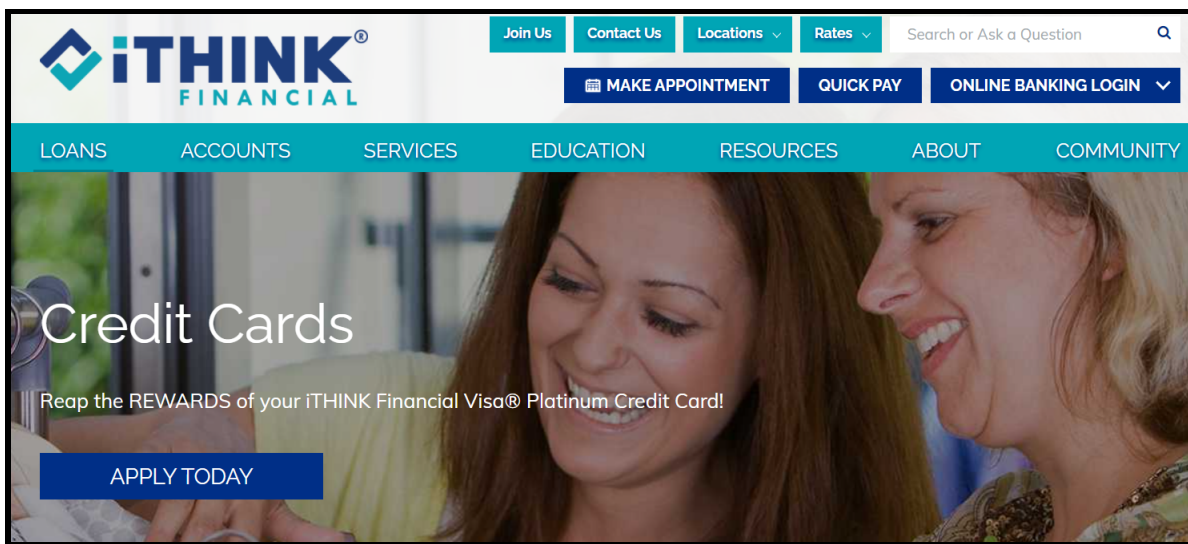 iTHINK®
FINANCIAL
Join Us Contact Us Locations Rates Search or Ask a Question
MAKE APPOINTMENT QUICK PAY ONLINE BANKING LOGIN
LOANS ACCOUNTS SERVICES EDUCATION RESOURCES ABOUT COMMUNITY
Credit Cards
Reap the REWARDS of your iTHINK Financial Visa® Platinum Credit Card!
APPLY TODAY